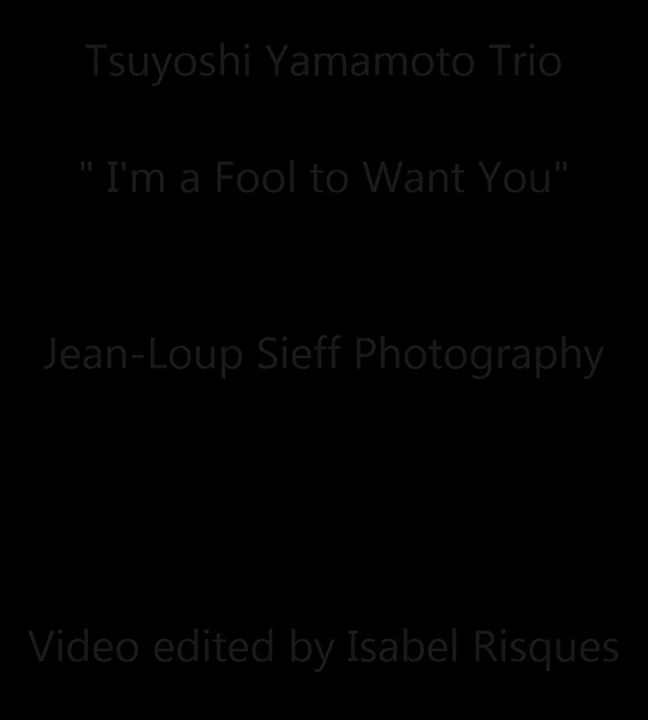 Tsuyoshi Yamamoto Trio
" I'm a Fool to Want You"
Jean-Loup Sieff Photography
Video edited by Isabel Risques